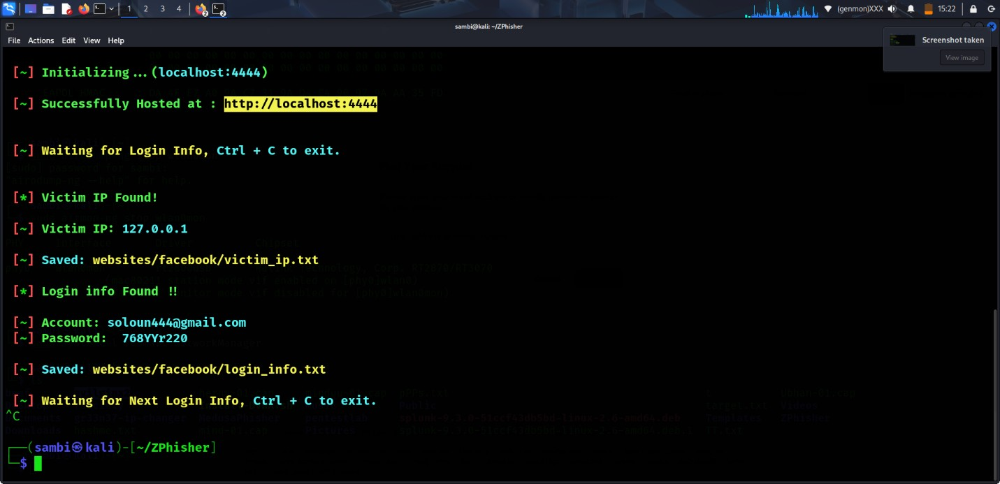 1 2 3 4 (genmon)XXX 15:22
sambi@kali: ~/ZPhisher
File Actions Edit View Help
Screenshot taken
View image
[~] Initializing...(localhost:4444)
[~] Successfully Hosted at : http://localhost:4444
[~] Waiting for Login Info, Ctrl + C to exit.
[*] Victim IP Found!
[~] Victim IP: 127.0.0.1
[~] Saved: websites/facebook/victim_ip.txt
[*] Login info Found !!
[~] Account: soloun444@gmail.com
[~] Password: 768YYr220
[~] Saved: websites/facebook/login_info.txt
[~] Waiting for Next Login Info, Ctrl + C to exit.
^C
(sambi㉿kali)-[~/ZPhisher]
$